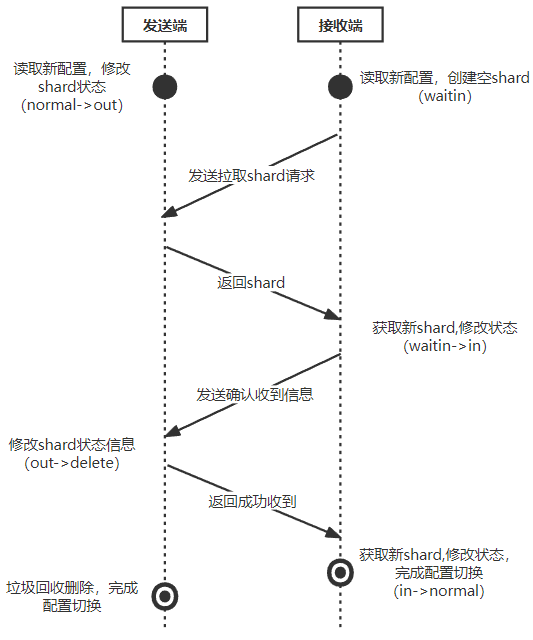 发送端
接收端
读取新配置，修改
shard状态
（normal->out）
读取新配置，创建空shard
（waitin）
发送拉取shard请求
返回shard
获取新shard,修改状态
（waitin->in）
发送确认收到信息
修改shard状态信息
（out->delete）
返回成功收到
获取新shard,修改状态，
完成配置切换
（in->normal）
垃圾回收删除，完成
配置切换